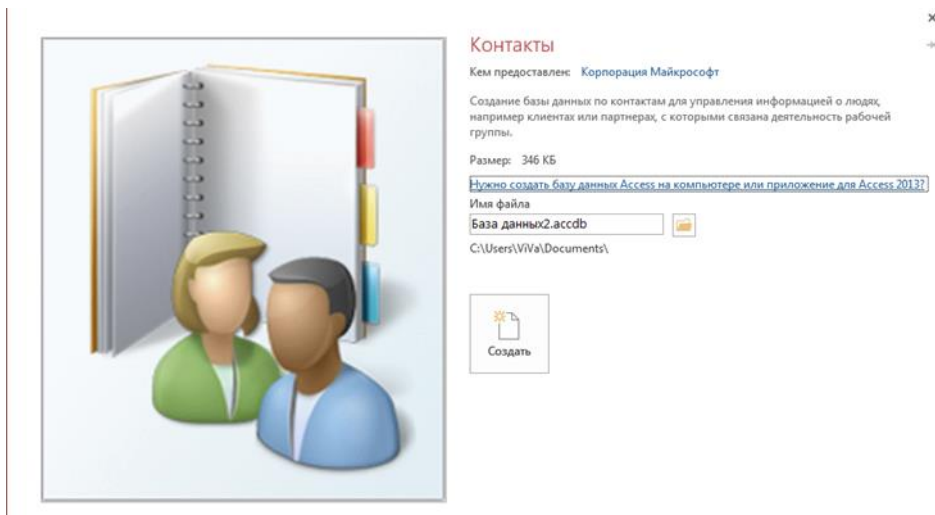 Контакты
Кем предоставлен: Корпорация Майкрософт
Создание базы данных по контактам для управления информацией о людях,
например клиентах или партнерах, с которыми связана деятельность рабочей
группы.
Размер: 346 КБ
Нужно создать базу данных Access на компьютере или приложение для Access 2013?
Имя файла
База данных2.accdb
C:\Users\ViVa\Documents\
Создать